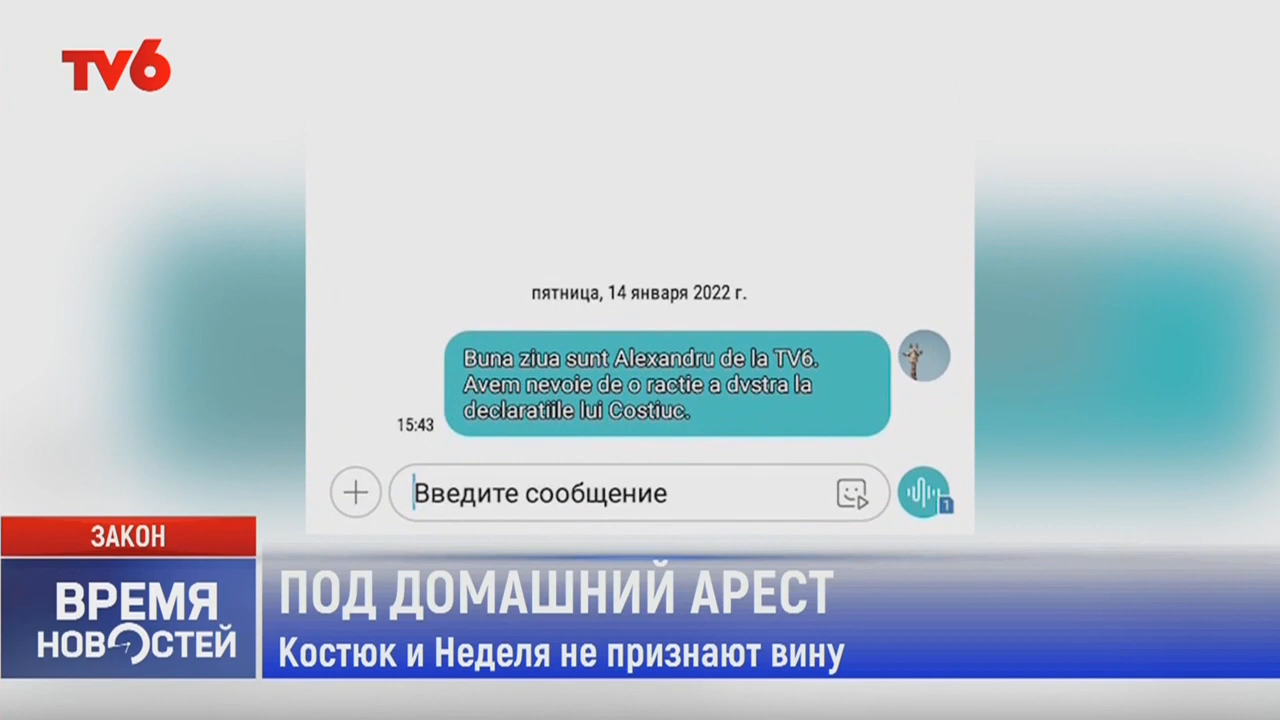 TV6
пятница, 14 января 2022 г.
Buna ziua sunt Alexandru de la TV6.
Avem nevoie de o ractie a dvstra la
declaratiile lui Costiuc.
15:43
Введите сообщение
1
ЗАКОН
ВРЕМЯ
НОВОСТЕЙ
ПОД ДОМАШНИЙ АРЕСТ
Костюк и Неделя не признают вину